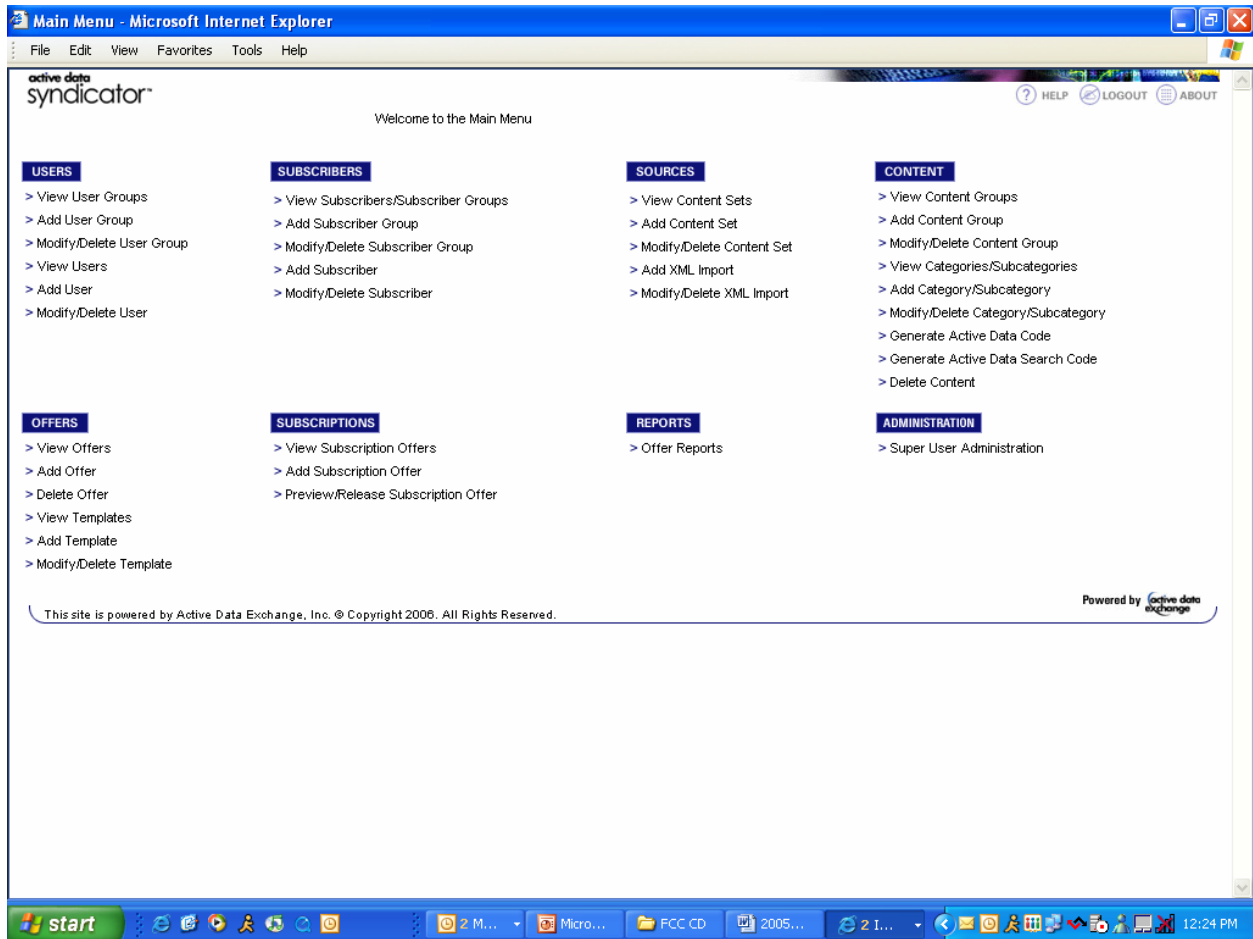 Main Menu - Microsoft Internet Explorer
File Edit View Favorites Tools Help
active data
syndicator™
? HELP LOGOUT ABOUT
Welcome to the Main Menu
USERS
> View User Groups
> Add User Group
> Modify/Delete User Group
> View Users
> Add User
> Modify/Delete User
SUBSCRIBERS
> View Subscribers/Subscriber Groups
> Add Subscriber Group
> Modify/Delete Subscriber Group
> Add Subscriber
> Modify/Delete Subscriber
SOURCES
> View Content Sets
> Add Content Set
> Modify/Delete Content Set
> Add XML Import
> Modify/Delete XML Import
CONTENT
> View Content Groups
> Add Content Group
> Modify/Delete Content Group
> View Categories/Subcategories
> Add Category/Subcategory
> Modify/Delete Category/Subcategory
> Generate Active Data Code
> Generate Active Data Search Code
> Delete Content
OFFERS
> View Offers
> Add Offer
> Delete Offer
> View Templates
> Add Template
> Modify/Delete Template
SUBSCRIPTIONS
> View Subscription Offers
> Add Subscription Offer
> Preview/Release Subscription Offer
REPORTS
> Offer Reports
ADMINISTRATION
> Super User Administration
This site is powered by Active Data Exchange, Inc. © Copyright 2006. All Rights Reserved.
Powered by active data exchange
start 2 M... Micro... FCC CD 2005... 2 I... 12:24 PM